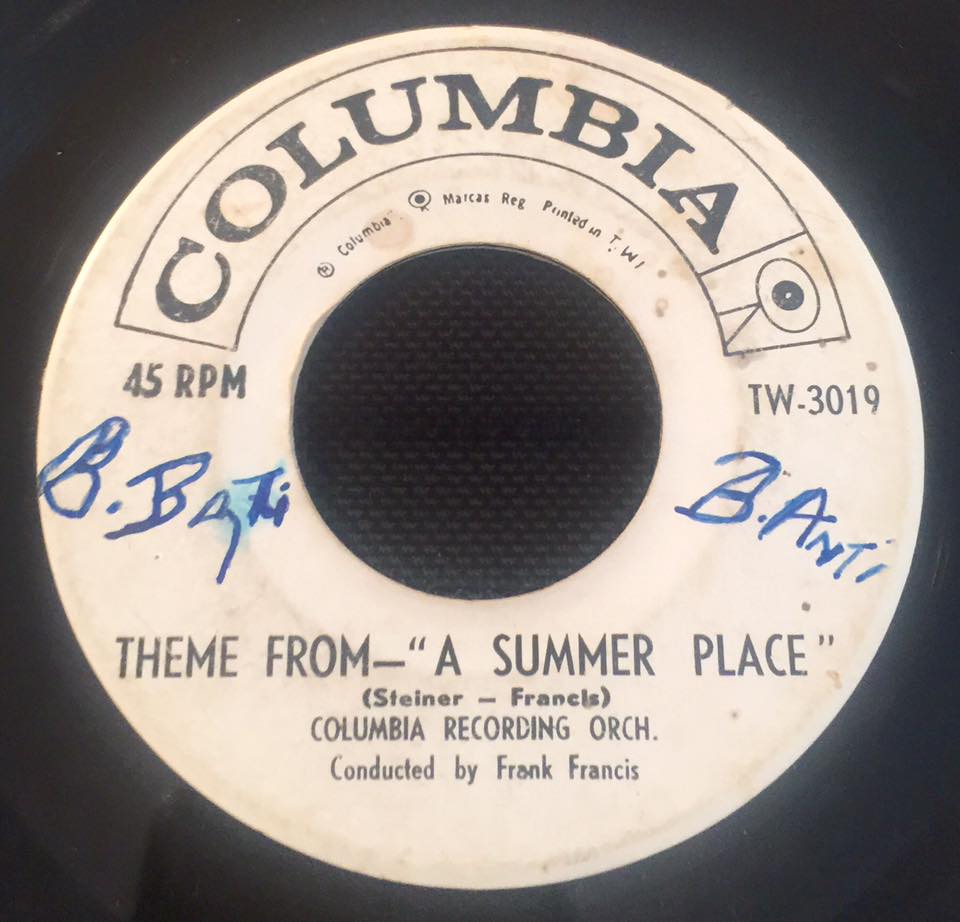 COLUMBIA
Ⓡ Columbia Marcas Reg Printed in T.W.I
45 RPM
TW-3019
B. Anti
THEME FROM—"A SUMMER PLACE"
(Steiner — Francis)
COLUMBIA RECORDING ORCH.
Conducted by Frank Francis